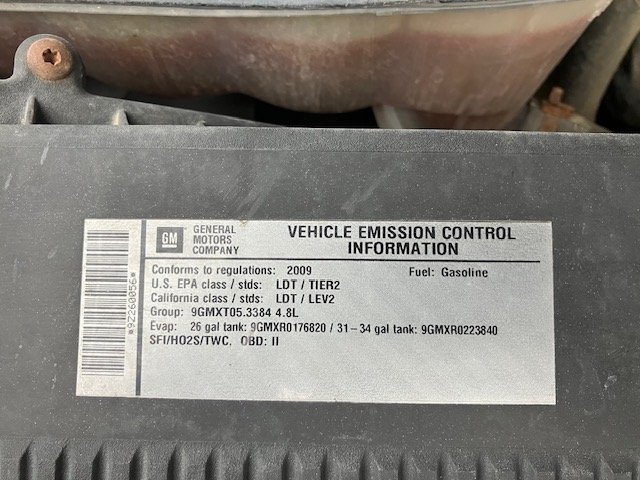 GM
GENERAL
MOTORS
COMPANY
VEHICLE EMISSION CONTROL
INFORMATION
Conforms to regulations: 2009 Fuel: Gasoline
U.S. EPA class / stds: LDT / TIER2
California class / stds: LDT / LEV2
Group: 9GMXT05.3384 4.8L
Evap: 26 gal tank: 9GMXR0176820 / 31-34 gal tank: 9GMXR0223840
SFI/HO2S/TWC, OBD: II
*92260056*